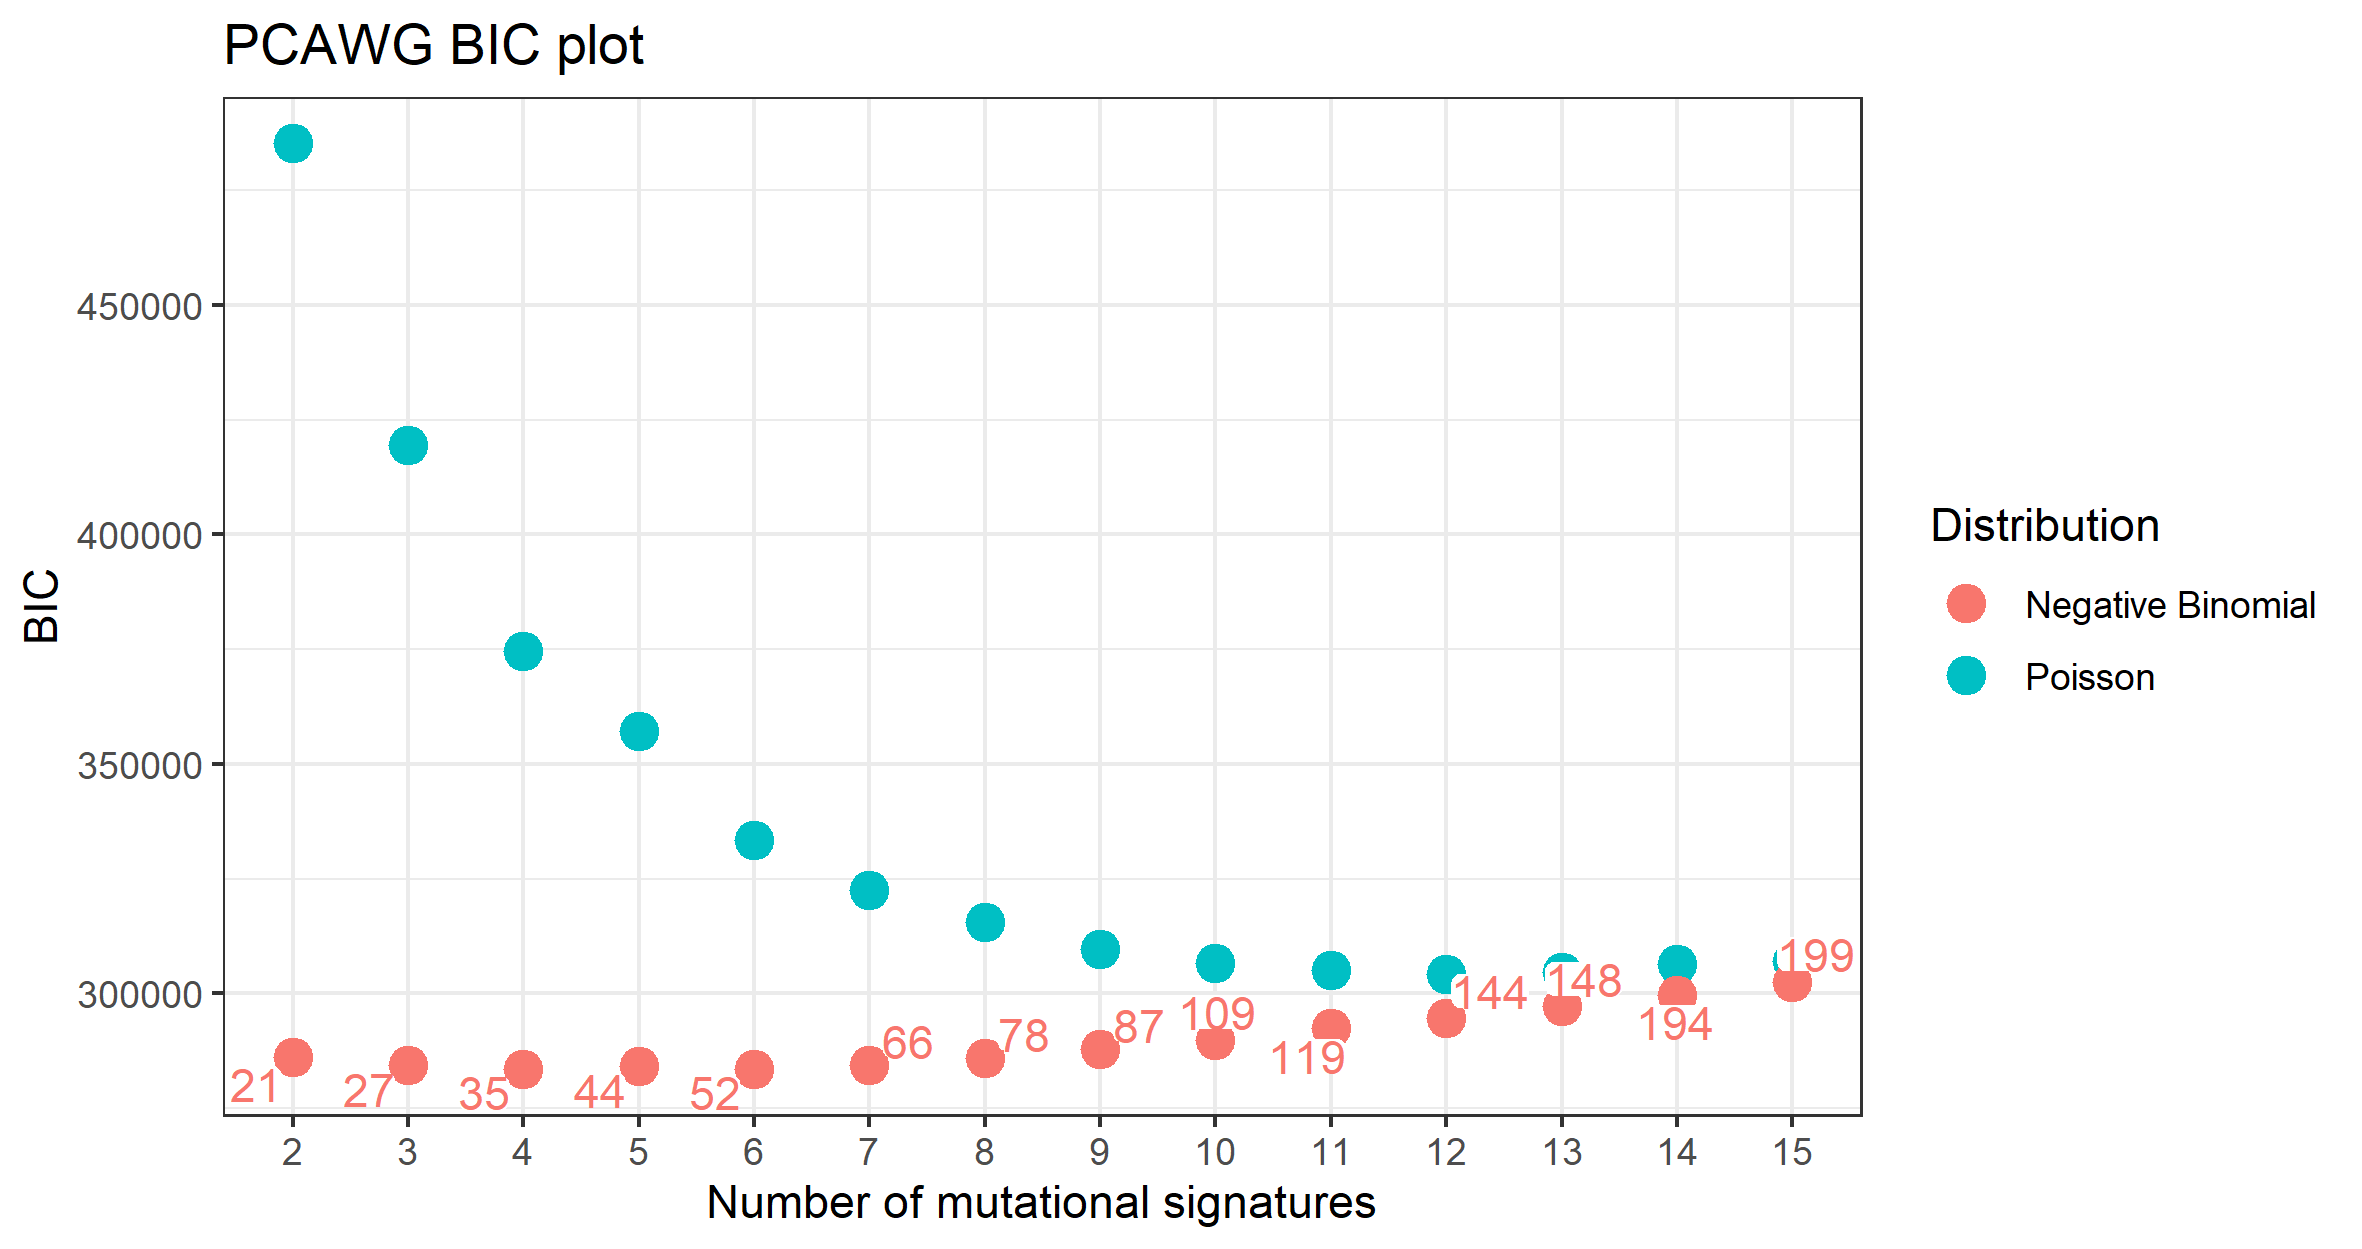 PCAWG BIC plot
BIC
450000
400000
350000
300000
21
27
35
44
52
66
78
87
109
119
144
148
194
199
2 3 4 5 6 7 8 9 10 11 12 13 14 15
Number of mutational signatures
Distribution
Negative Binomial
Poisson